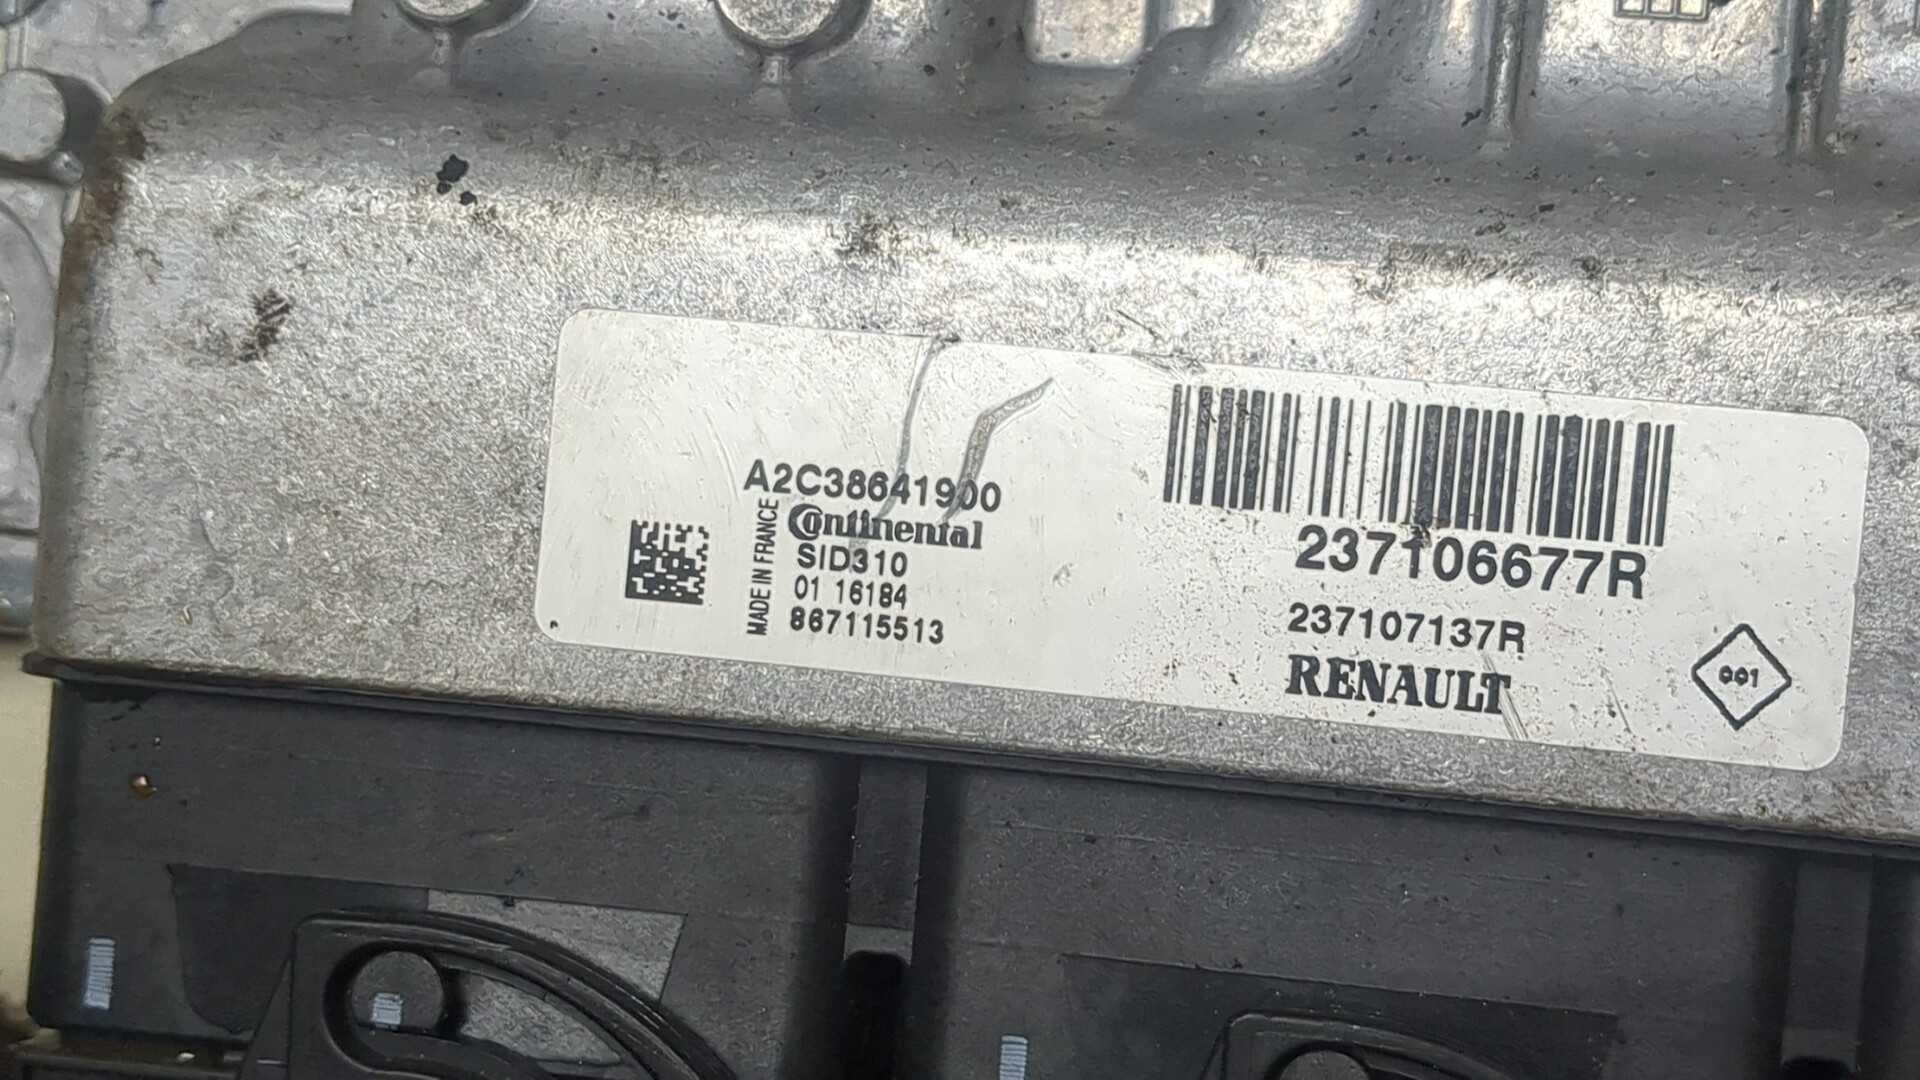 A2C38641900
MADE IN FRANCE
Continental
SID310
01 16184
867115513
237106677R
237107137R
RENAULT
001